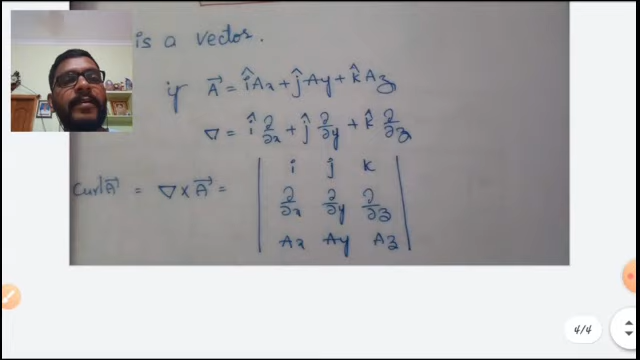 is a vector.
if A⃗ = îAx + ĵAy + k̂Az
∇ = î ∂/∂x + ĵ ∂/∂y + k̂ ∂/∂z
i ĵ k
Curl A⃗ = ∇ × A⃗ = ∂/∂x ∂/∂y ∂/∂z
Ax Ay Az
4/4